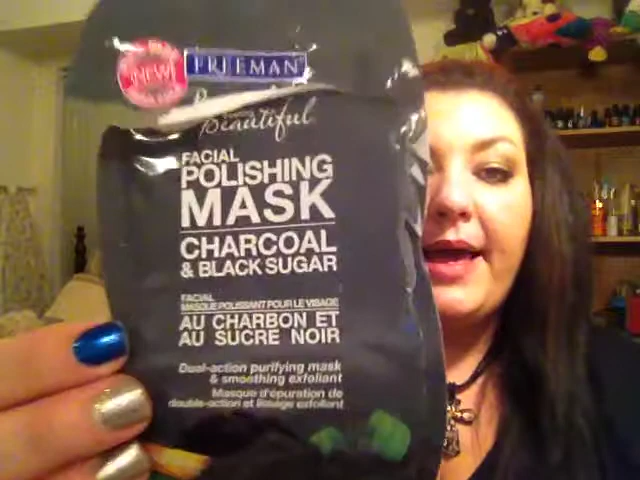 NEW!
FREEMAN
Beautiful
FACIAL
POLISHING
MASK
CHARCOAL
& BLACK SUGAR
FACIAL
MASQUE POLISSANT POUR LE VISAGE
AU CHARBON ET
AU SUCRE NOIR
Dual-action purifying mask
& smoothing exfoliant
Masque d'épuration de
double-action et lissage exfoliant